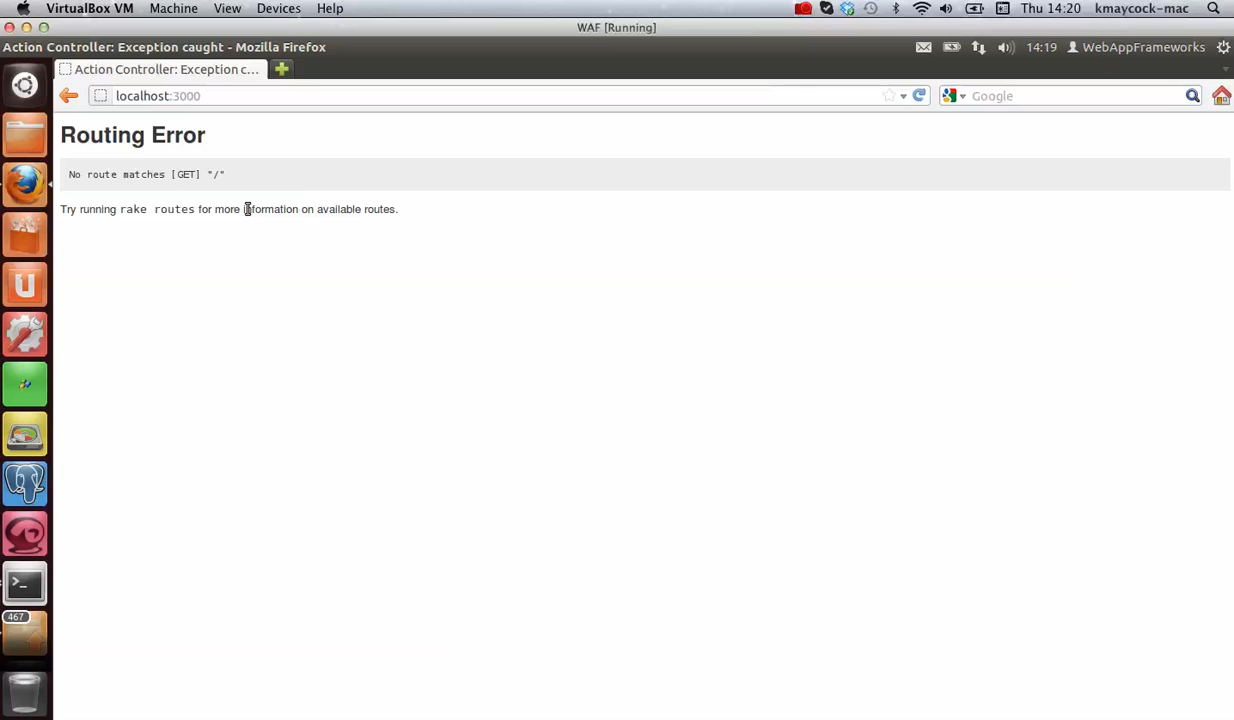 VirtualBox VM Machine View Devices Help Thu 14:20 kmaycock-mac
WAF [Running]
Action Controller: Exception caught - Mozilla Firefox 14:19 WebAppFrameworks
Action Controller: Exception c...
localhost:3000 Google
Routing Error
No route matches [GET] "/"
Try running rake routes for more information on available routes.
467